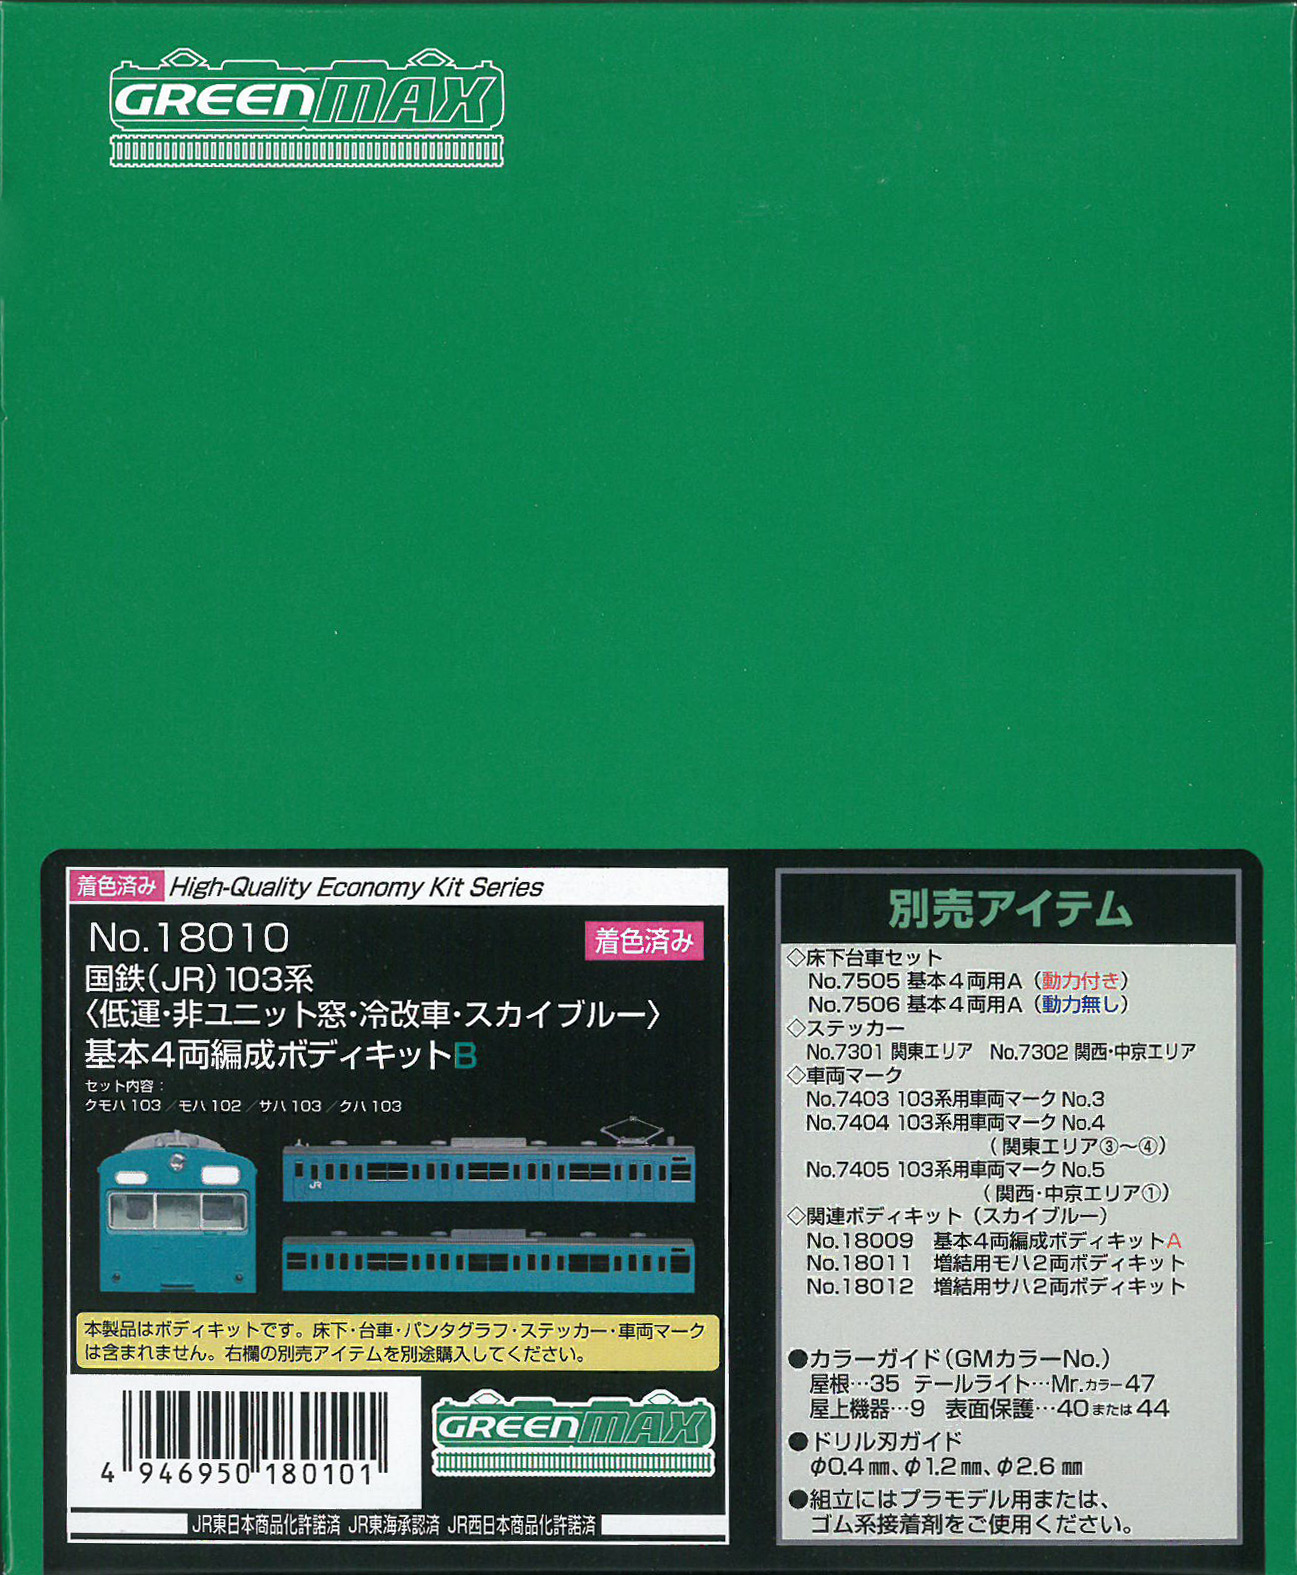 GREENMAX
着色済み High-Quality Economy Kit Series
No.18010
着色済み
国鉄(JR)103系
〈低運・非ユニット窓・冷改車・スカイブルー〉
基本4両編成ボディキットB
セット内容：
クモハ103／モハ102／サハ103／クハ103
JR
本製品はボディキットです。床下・台車・パンタグラフ・ステッカー・車両マーク
は含まれません。右欄の別売アイテムを別途購入してください。
4 946950 180101
GREENMAX
JR東日本商品化許諾済 JR東海承認済 JR西日本商品化許諾済
別売アイテム
◇床下台車セット
No.7505 基本4両用A（動力付き）
No.7506 基本4両用A（動力無し）
◇ステッカー
No.7301 関東エリア No.7302 関西・中京エリア
◇車両マーク
No.7403 103系用車両マーク No.3
No.7404 103系用車両マーク No.4
（関東エリア③～④）
No.7405 103系用車両マーク No.5
（関西・中京エリア①）
◇関連ボディキット（スカイブルー）
No.18009 基本4両編成ボディキットA
No.18011 増結用モハ2両ボディキット
No.18012 増結用サハ2両ボディキット
●カラーガイド(GMカラーNo.)
屋根…35 テールライト…Mr.カラー47
屋上機器…9 表面保護…40または44
●ドリル刃ガイド
φ0.4㎜、φ1.2㎜、φ2.6㎜
●組立にはプラモデル用または、
ゴム系接着剤をご使用ください。